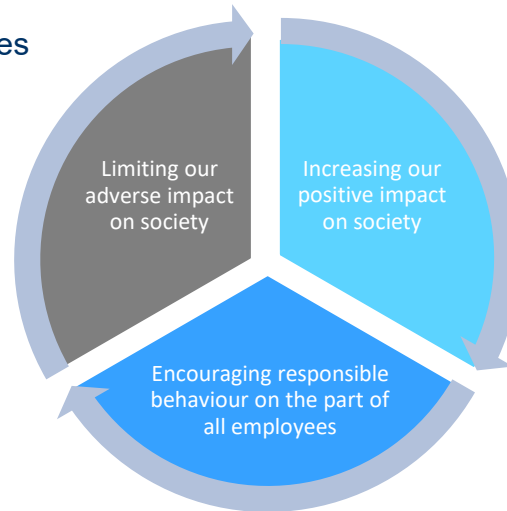 es
Limiting our
adverse impact
on society
Increasing our
positive impact
on society
Encouraging responsible
behaviour on the part of
all employees